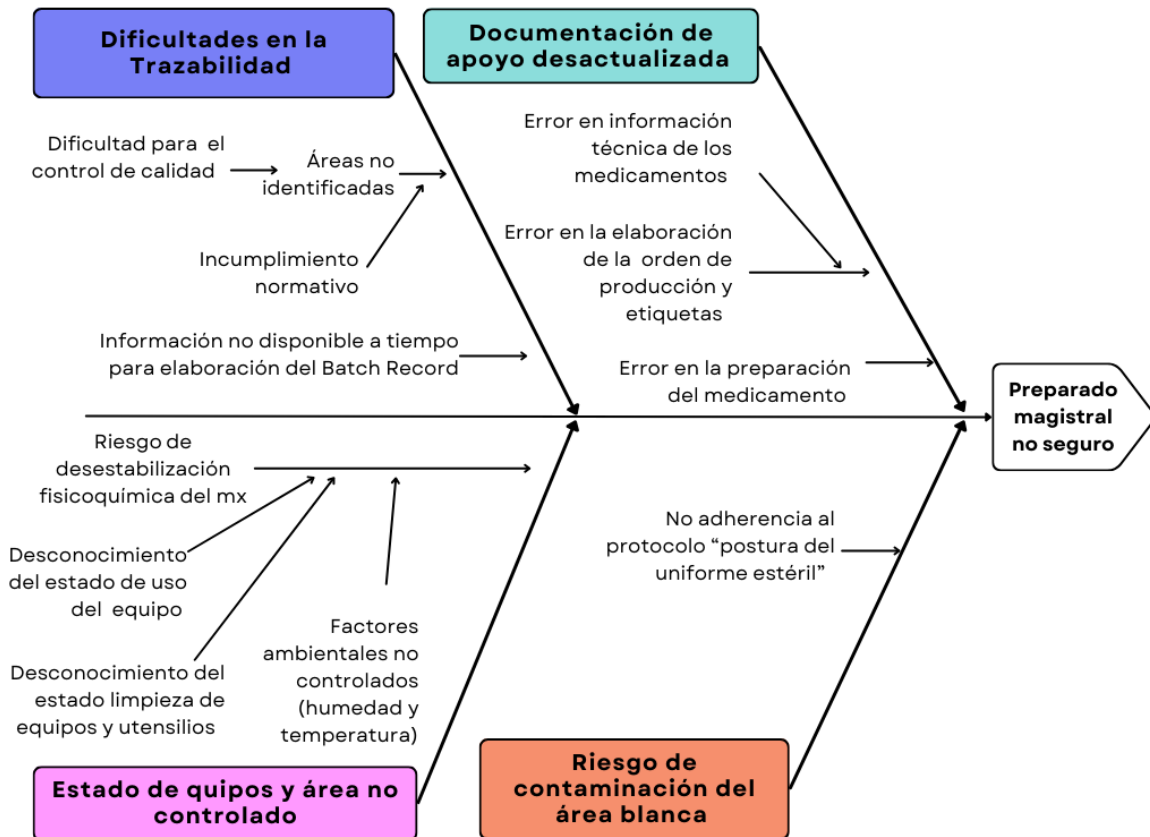 Dificultades en la
Trazabilidad
Documentación de
apoyo desactualizada
Dificultad para el
control de calidad
Áreas no
identificadas
Incumplimiento
normativo
Información no disponible a tiempo
para elaboración del Batch Record
Error en información
técnica de los
medicamentos
Error en la elaboración
de la orden de
producción y
etiquetas
Error en la preparación
del medicamento
Preparado
magistral
no seguro
Riesgo de
desestabilización
fisicoquímica del mx
Desconocimiento
del estado de uso
del equipo
Desconocimiento del
estado limpieza de
equipos y utensilios
Factores
ambientales no
controlados
(humedad y
temperatura)
No adherencia al
protocolo “postura del
uniforme estéril”
Estado de quipos y área no
controlado
Riesgo de
contaminación del
área blanca